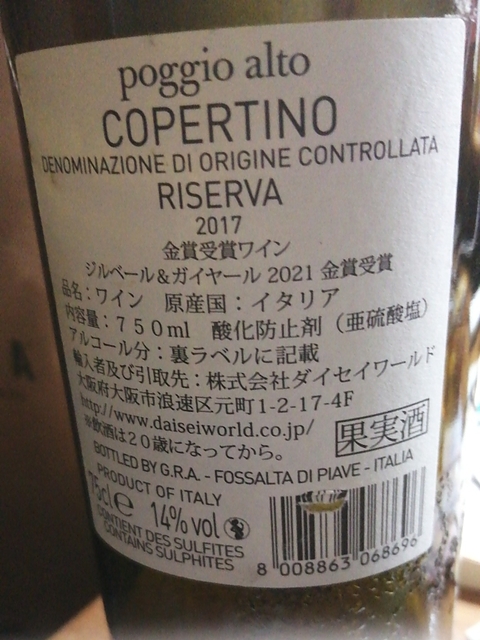 poggio alto
COPERTINO
DENOMINAZIONE DI ORIGINE CONTROLLATA
RISERVA
2017
金賞受賞ワイン
ジルベール&ガイヤール 2021 金賞受賞
品名:ワイン 原産国:イタリア
内容量:750ml 酸化防止剤(亜硫酸塩)
アルコール分:裏ラベルに記載
輸入者及び引取先:株式会社ダイセイワールド
大阪府大阪市浪速区元町1-2-17-4F
http://www.daiseiworld.co.jp/
※飲酒は20歳になってから。
果実酒
BOTTLED BY G.R.A. - FOSSALTA DI PIAVE - ITALIA
PRODUCT OF ITALY
75cl e 14% vol
CONTIENT DES SULFITES
CONTAINS SULPHITES
8 008863 068696